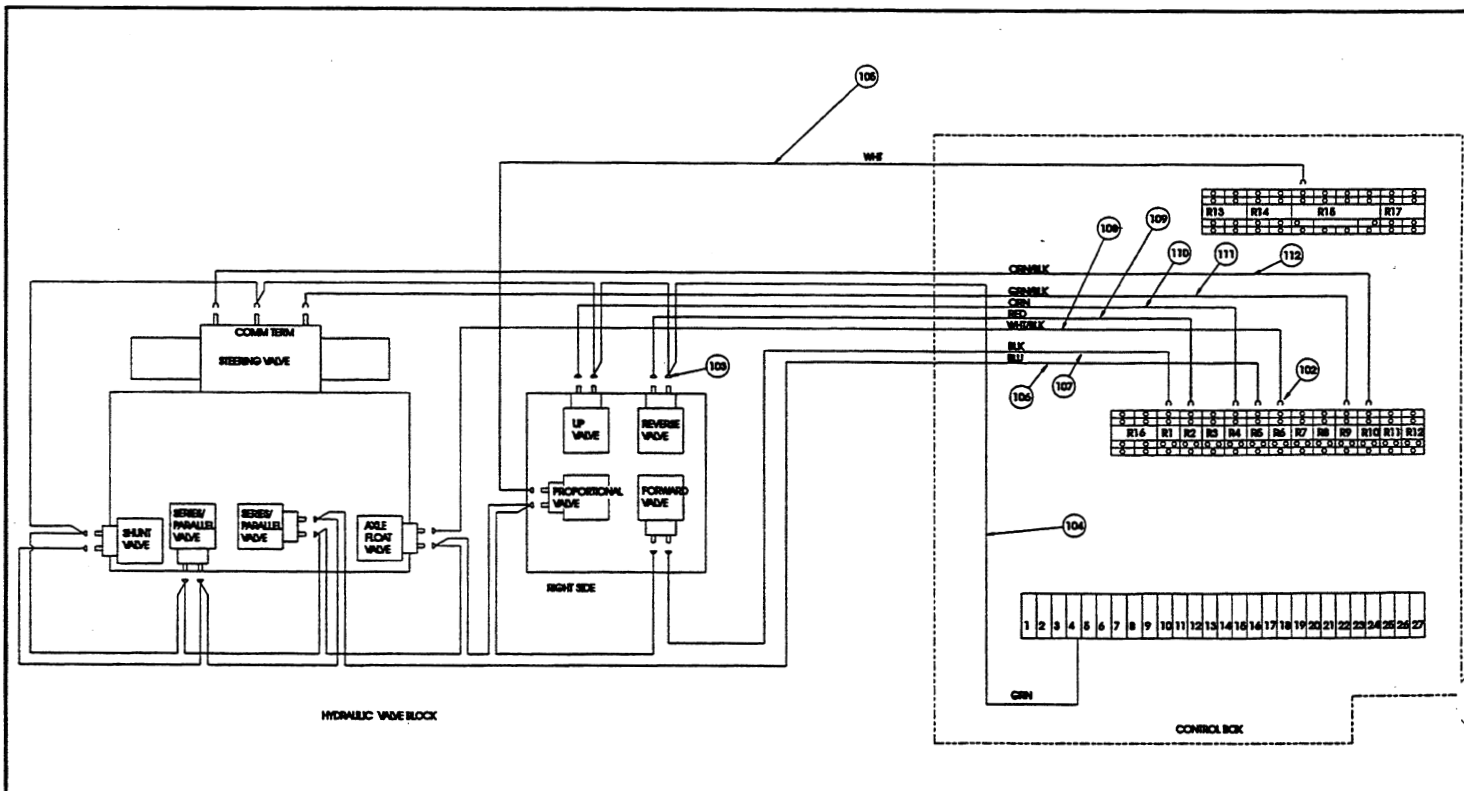 105
WHT
R13 R14 R15 R17
108
109
110
111
112
ORN/BLK
GRN/BLK
ORN
RED
WHT/BLK
BLK
BLU
COMM TERM
STEERING VALVE
103
106
107
102
UP
VALVE
REVERSE
VALVE
R16 R1 R2 R3 R4 R5 R6 R7 R8 R9 R10 R11 R12
PROPORTIONAL
VALVE
FORWARD
VALVE
SHUNT
VALVE
SERIES/
PARALLEL
VALVE
SERIES/
PARALLEL
VALVE
AXLE
FLOAT
VALVE
104
RIGHT SIDE
1 2 3 4 5 6 7 8 9 10 11 12 13 14 15 16 17 18 19 20 21 22 23 24 25 26 27
GRN
HYDRAULIC VALVE BLOCK
CONTROL BOX